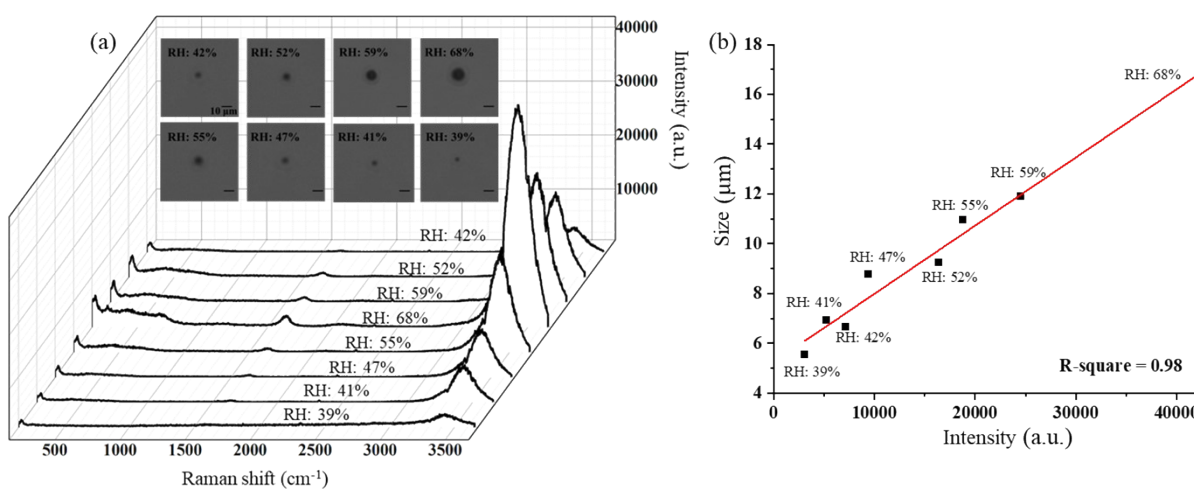 (a)
RH: 42%
RH: 52%
RH: 59%
RH: 68%
10 μm
RH: 55%
RH: 47%
RH: 41%
RH: 39%
40000
30000
20000
10000
Intensity (a.u.)
RH: 42%
RH: 52%
RH: 59%
RH: 68%
RH: 55%
RH: 47%
RH: 41%
RH: 39%
500
1000
1500
2000
2500
3000
3500
Raman shift (cm-1)
(b)
18
16
14
12
10
8
6
4
Size (μm)
RH: 68%
RH: 59%
RH: 55%
RH: 52%
RH: 47%
RH: 41%
RH: 42%
RH: 39%
R-square = 0.98
0
10000
20000
30000
40000
Intensity (a.u.)